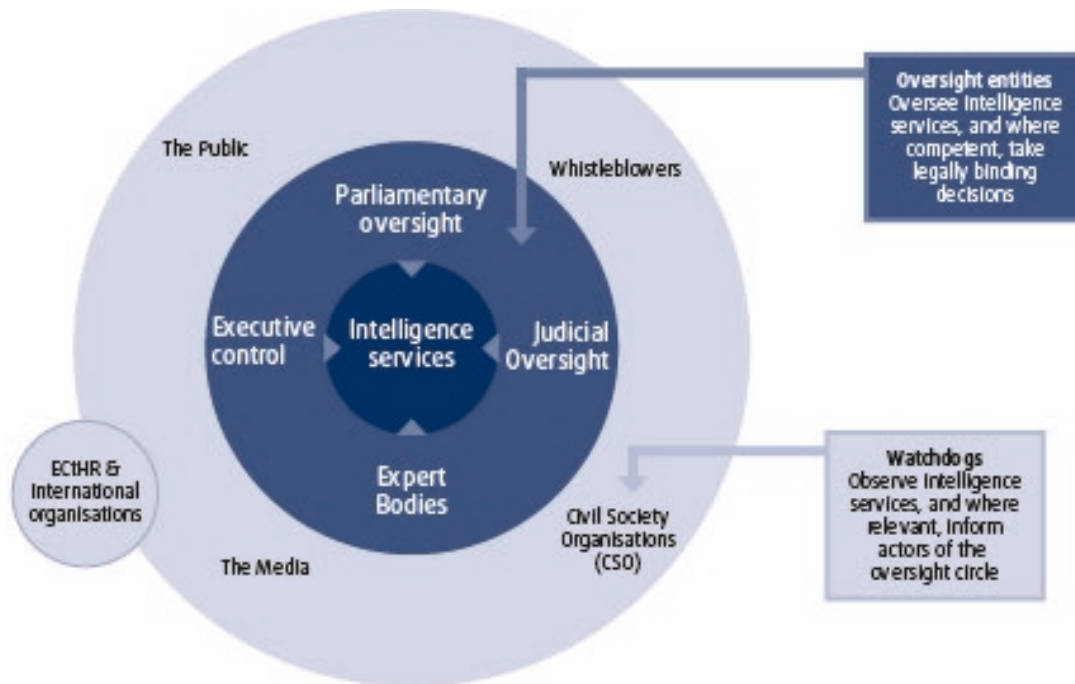 The Public
Whistleblowers
Parliamentary
oversight
Executive
control
Intelligence
services
Judicial
Oversight
Expert
Bodies
ECtHR &
International
organisations
The Media
Civil Society
Organisations
(CSO)
Oversight entities
Oversee intelligence
services, and where
competent, take
legally binding
decisions
Watchdogs
Observe intelligence
services, and where
relevant, inform
actors of the
oversight circle